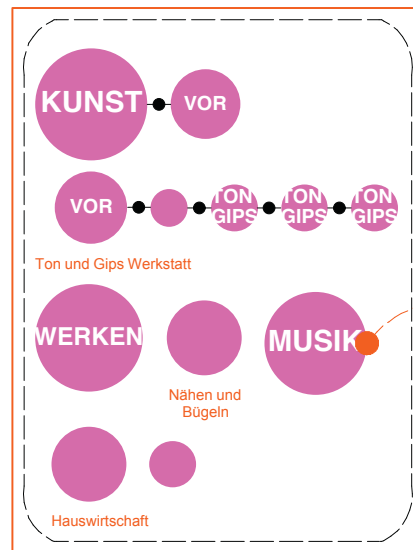 KUNST
VOR
VOR
TON
GIPS
TON
GIPS
TON
GIPS
Ton und Gips Werkstatt
WERKEN
MUSIK
Nähen und
Bügeln
Hauswirtschaft